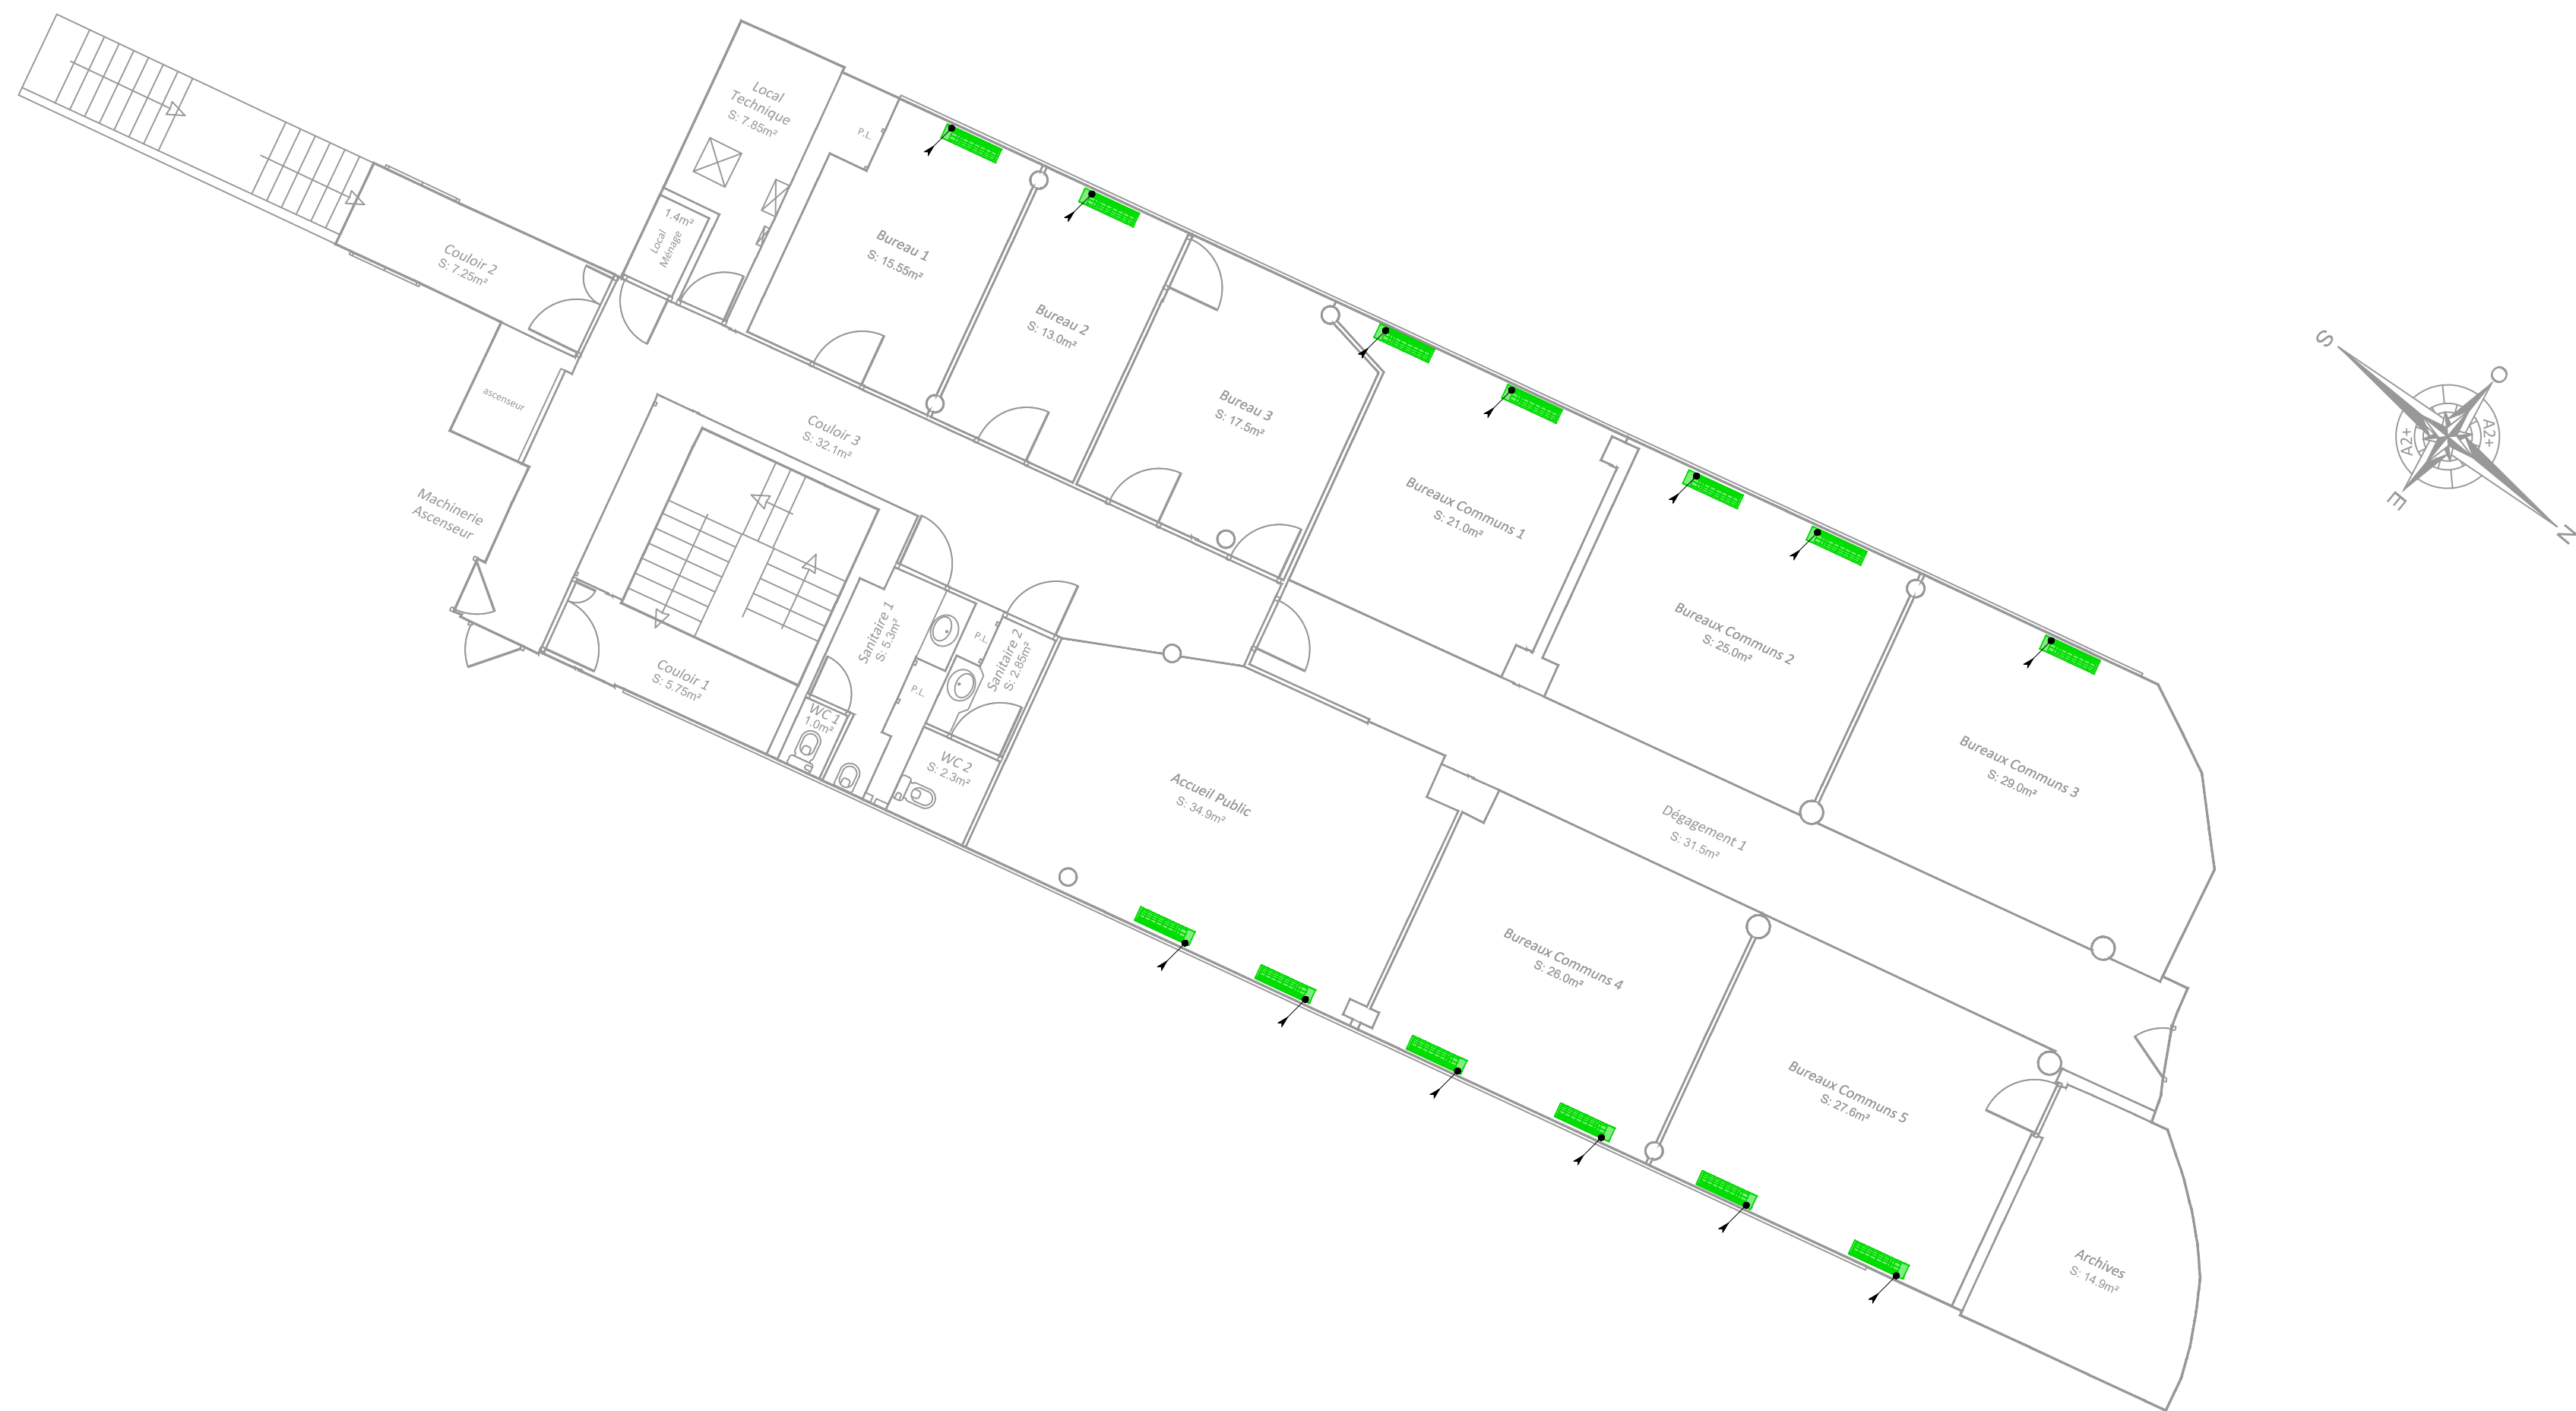 Local
Technique
S: 7.85m²
P.L.
1.4m²
Local
Ménage
Couloir 2
S: 7.25m²
Bureau 1
S: 15.55m²
Bureau 2
S: 13.0m²
Bureau 3
S: 17.5m²
ascenseur
Couloir 3
S: 32.1m²
Machinerie
Ascenseur
Bureaux Communs 1
S: 21.0m²
Bureaux Communs 2
S: 25.0m²
Bureaux Communs 3
S: 29.0m²
Sanitaire 1
S: 5.3m²
P.L.
Sanitaire 2
S: 2.85m²
P.L.
Couloir 1
S: 5.75m²
WC 1
1.0m²
WC 2
S: 2.3m²
Accueil Public
S: 34.9m²
Dégagement 1
S: 31.5m²
Bureaux Communs 4
S: 26.0m²
Bureaux Communs 5
S: 27.6m²
Archives
S: 14.9m²
S
O
A2+
A2+
E
N